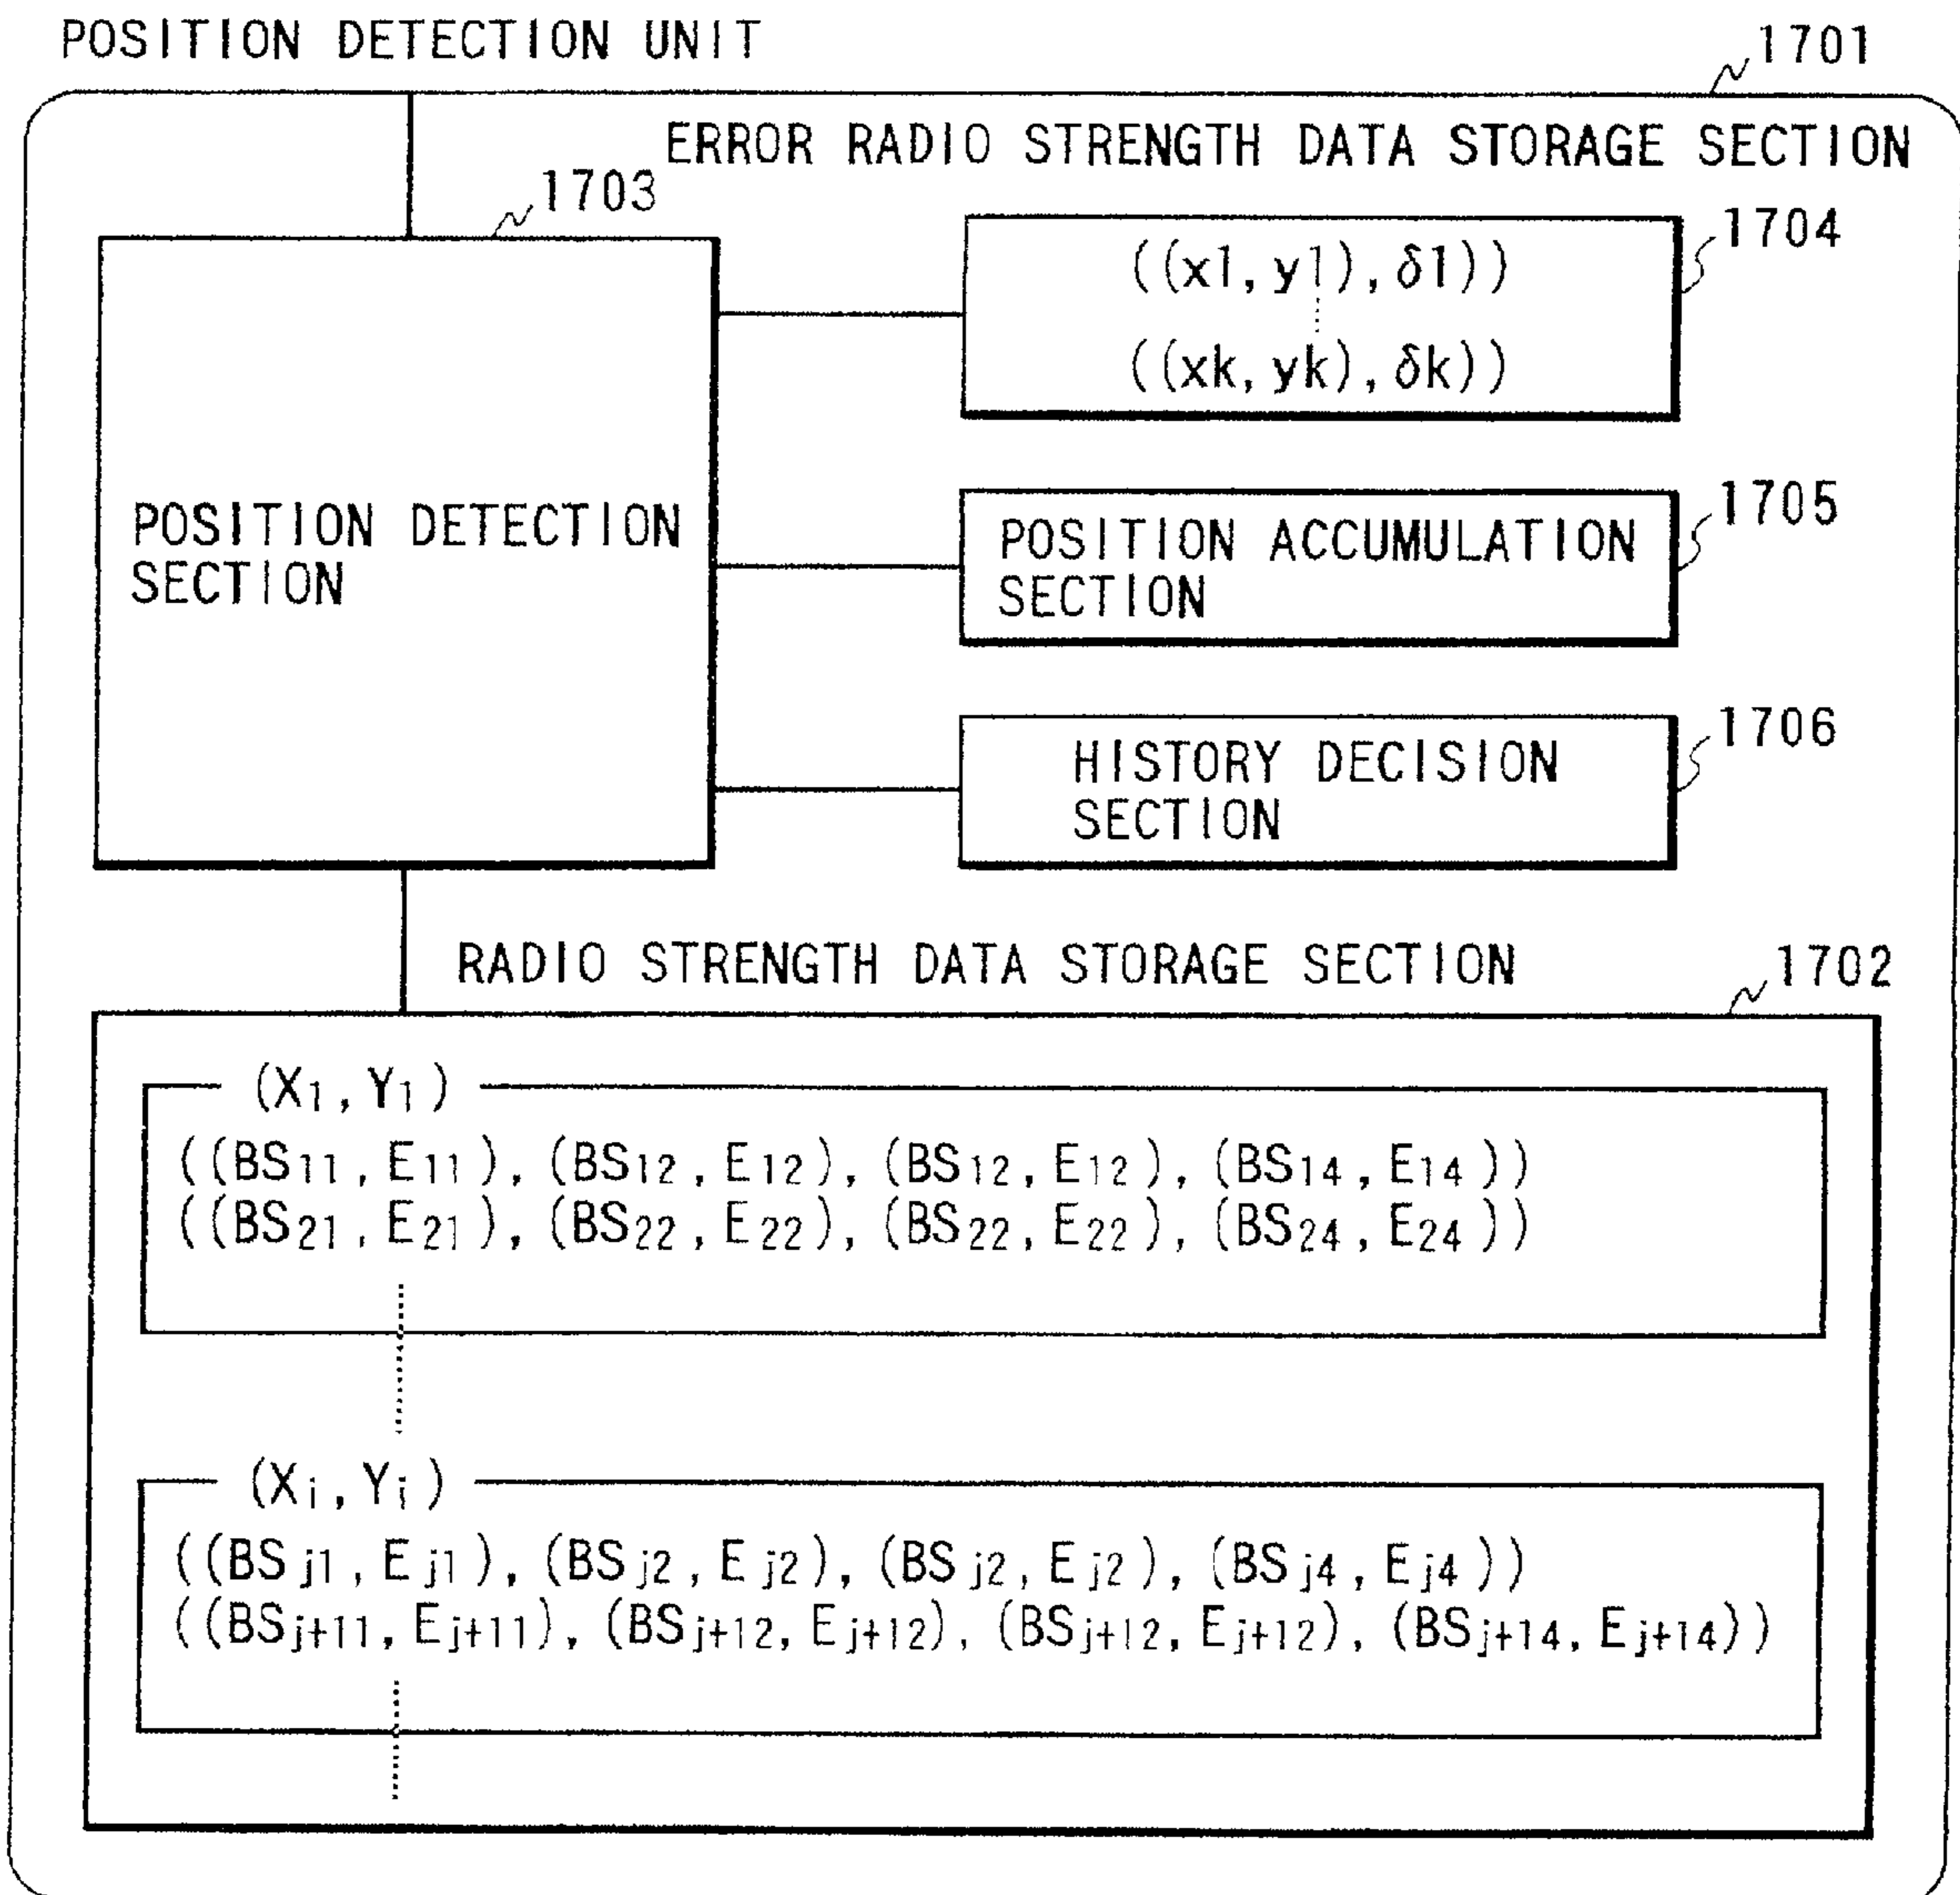 POSITION DETECTION UNIT
1701
ERROR RADIO STRENGTH DATA STORAGE SECTION
1703
1704
((x1, y1), δ1))
((xk, yk), δk))
POSITION DETECTION
SECTION
1705
POSITION ACCUMULATION
SECTION
1706
HISTORY DECISION
SECTION
RADIO STRENGTH DATA STORAGE SECTION
1702
(X1, Y1)
((BS11, E11), (BS12, E12), (BS12, E12), (BS14, E14))
((BS21, E21), (BS22, E22), (BS22, E22), (BS24, E24))
(Xi, Yi)
((BSj1, Ej1), (BSj2, Ej2), (BSj2, Ej2), (BSj4, Ej4))
((BSj+11, Ej+11), (BSj+12, Ej+12), (BSj+12, Ej+12), (BSj+14, Ej+14))